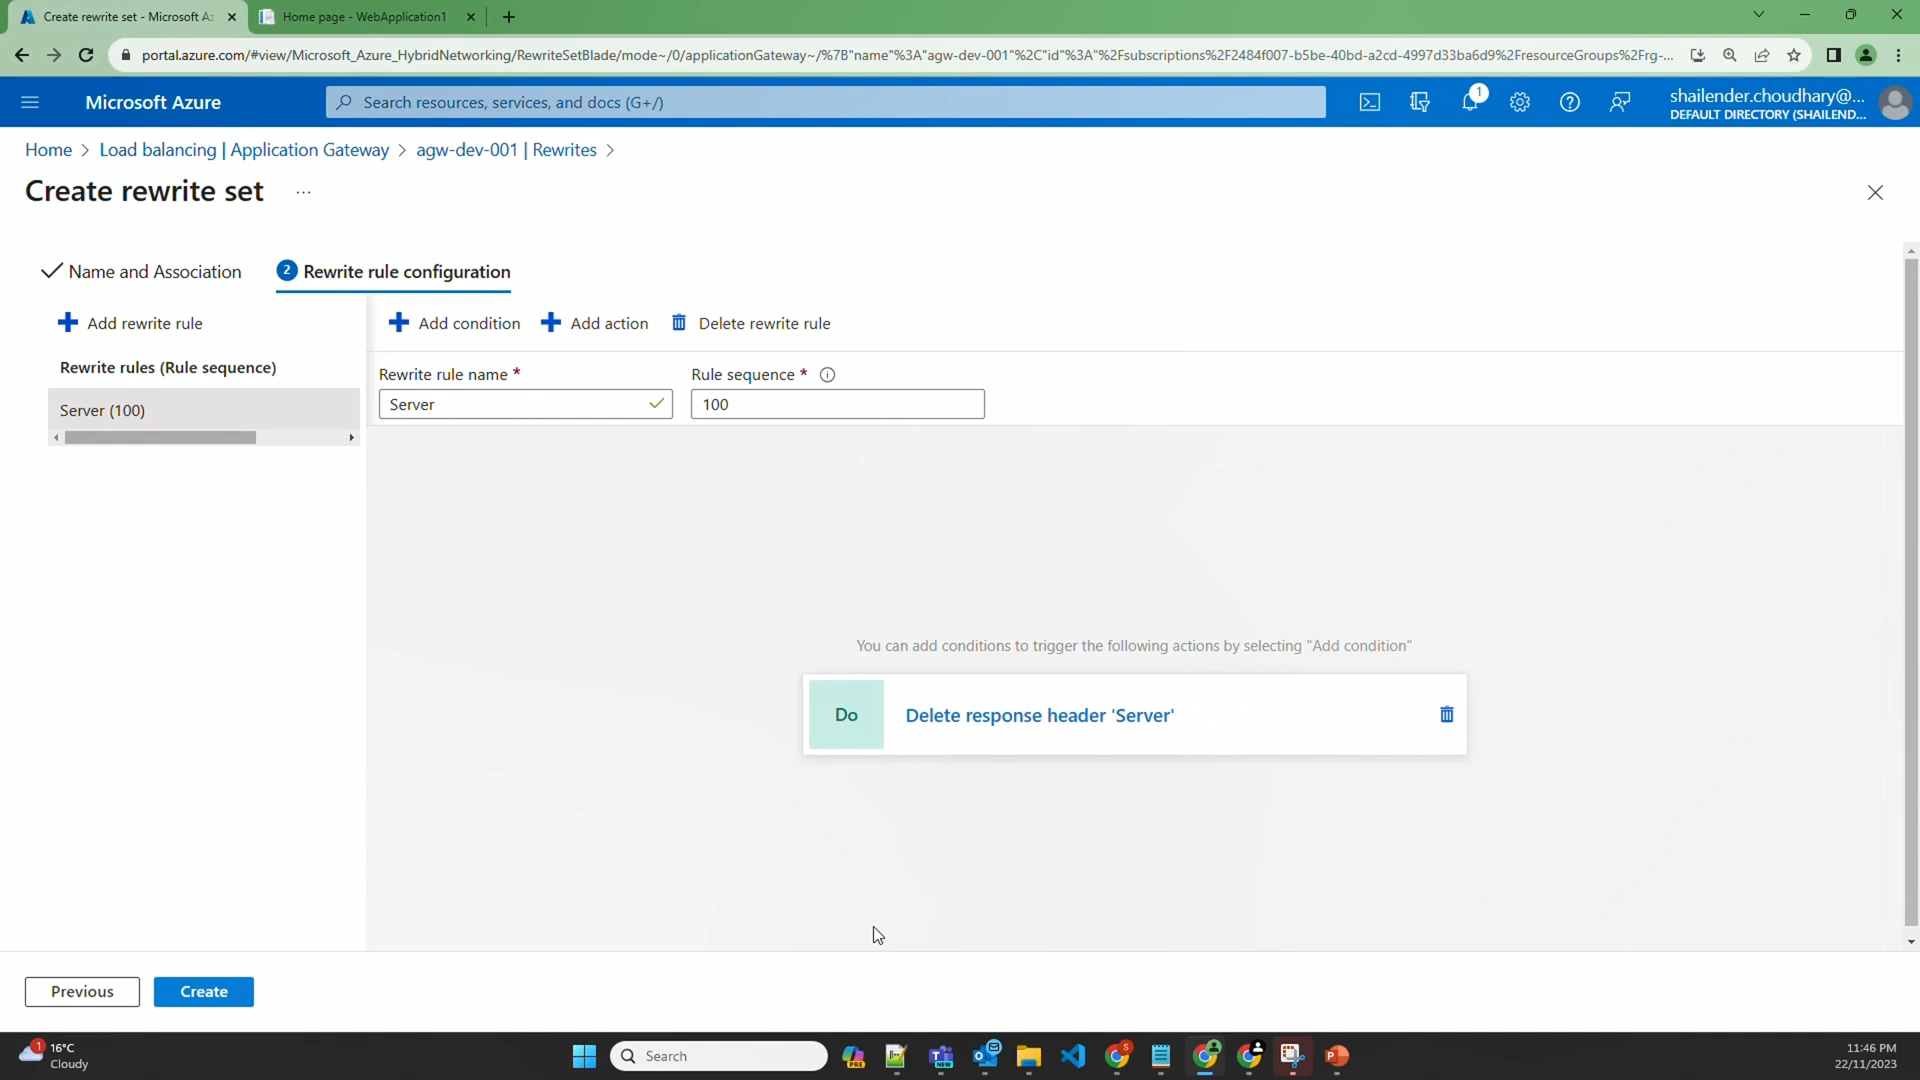 Create rewrite set - Microsoft Az
Home page - WebApplication1
portal.azure.com/#view/Microsoft_Azure_HybridNetworking/RewriteSetBlade/mode~/0/applicationGateway~/%7B"name"%3A"agw-dev-001"%2C"id"%3A"%2Fsubscriptions%2F2484f007-b5be-40bd-a2cd-4997d33ba6d9%2FresourceGroups%2Frg-...
Microsoft Azure
Search resources, services, and docs (G+/)
1
shailender.choudhary@...
DEFAULT DIRECTORY (SHAILEND...
Home > Load balancing | Application Gateway > agw-dev-001 | Rewrites >
Create rewrite set ...
Name and Association
2 Rewrite rule configuration
Add rewrite rule
Add condition
Add action
Delete rewrite rule
Rewrite rules (Rule sequence)
Rewrite rule name *
Rule sequence *
Server (100)
Server
100
You can add conditions to trigger the following actions by selecting "Add condition"
Do
Delete response header 'Server'
Previous
Create
1
16°C
Cloudy
Search
PRE
NEW
S
P
11:46 PM
22/11/2023